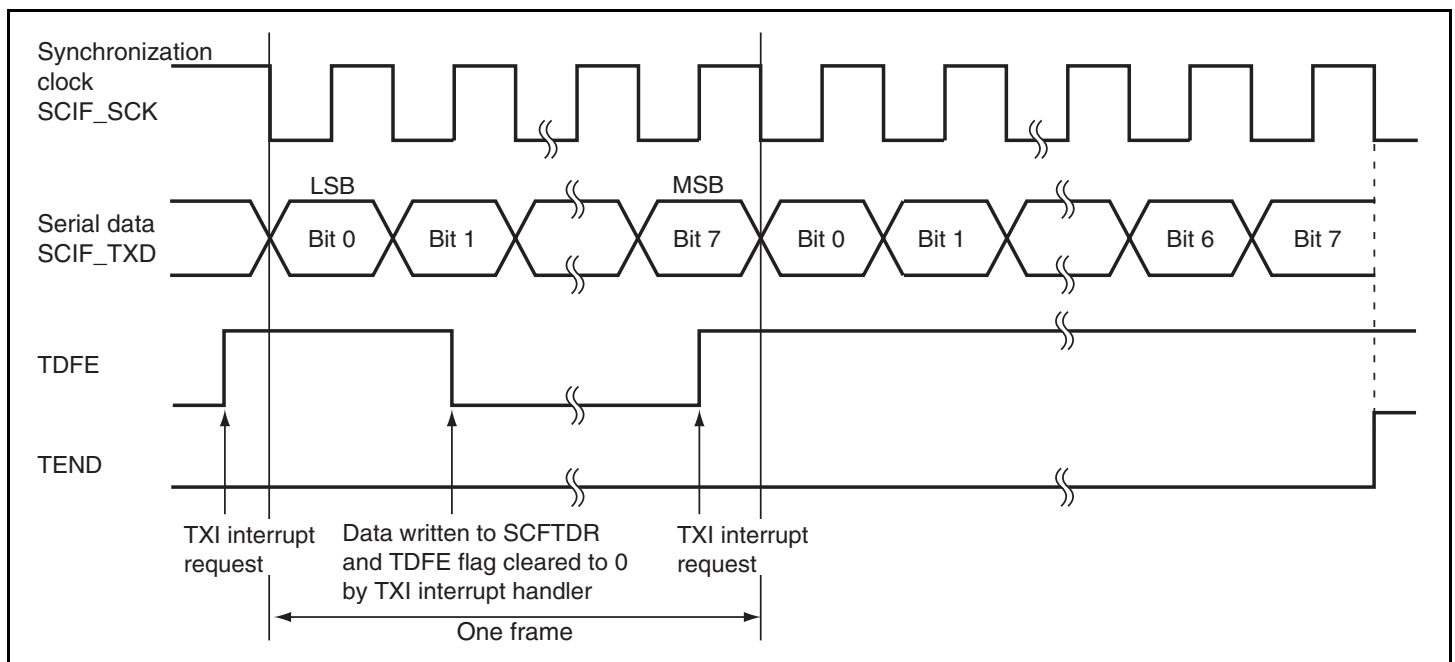 Synchronization
clock
SCIF_SCK
LSB
MSB
Serial data
SCIF_TXD
Bit 0
Bit 1
Bit 7
Bit 0
Bit 1
Bit 6
Bit 7
TDFE
TEND
TXI interrupt
request
Data written to SCFTDR
and TDFE flag cleared to 0
by TXI interrupt handler
TXI interrupt
request
One frame